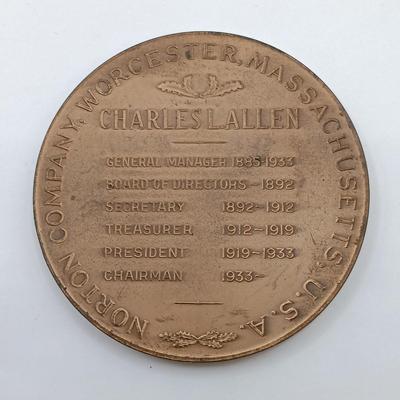 NORTON COMPANY, WORCESTER, MASSACHUSETTS, U.S.A.
CHARLES L. ALLEN
GENERAL MANAGER 1885-1933
BOARD OF DIRECTORS - 1892
SECRETARY 1892-1912
TREASURER 1912-1919
PRESIDENT 1919-1933
CHAIRMAN 1933-